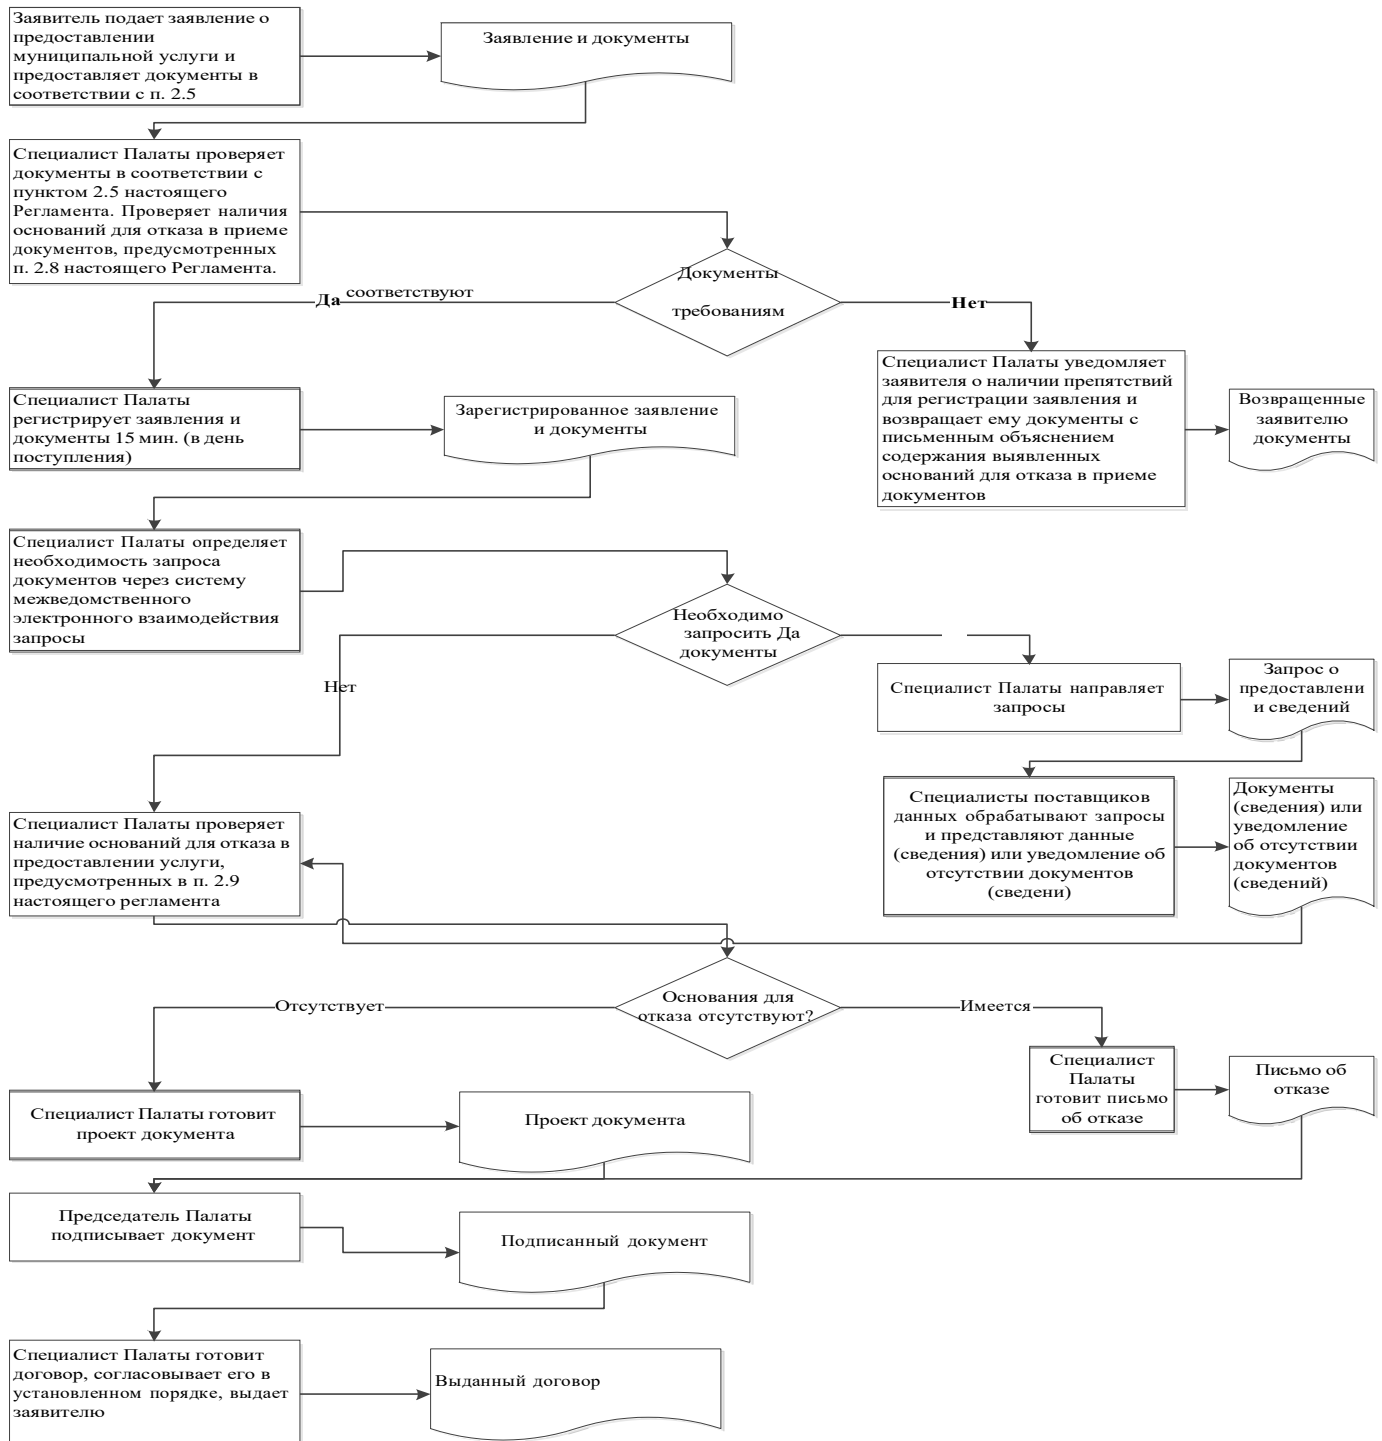 Заявитель подает заявление о
предоставлении
муниципальной услуги и
предоставляет документы в
соответствии с п. 2.5
Заявление и документы
Специалист Палаты проверяет
документы в соответствии с
пунктом 2.5 настоящего
Регламента. Проверяет наличия
оснований для отказа в приеме
документов, предусмотренных
п. 2.8 настоящего Регламента.
Документы
требованиям
Да
соответствуют
Нет
Специалист Палаты уведомляет
заявителя о наличии препятствий
для регистрации заявления и
возвращает ему документы с
письменным объяснением
содержания выявленных
оснований для отказа в приеме
документов
Возвращенные
заявителю
документы
Специалист Палаты
регистрирует заявления и
документы 15 мин. (в день
поступления)
Зарегистрированное заявление
и документы
Специалист Палаты определяет
необходимость запроса
документов через систему
межведомственного
электронного взаимодействия
запросы
Необходимо
запросить Да
документы
Нет
Специалист Палаты направляет
запросы
Запрос о
предоставлени
и сведений
Специалисты поставщиков
данных обрабатывают запросы
и представляют данные
(сведения) или уведомление об
отсутствии документов
(сведени)
Документы
(сведения) или
уведомление
об отсутствии
документов
(сведений)
Специалист Палаты проверяет
наличие оснований для отказа в
предоставлении услуги,
предусмотренных в п. 2.9
настоящего регламента
Основания для
отказа отсутствуют?
Отсутствует
Имеется
Специалист
Палаты
готовит письмо
об отказе
Письмо об
отказе
Специалист Палаты готовит
проект документа
Проект документа
Председатель Палаты
подписывает документ
Подписанный документ
Специалист Палаты готовит
договор, согласовывает его в
установленном порядке, выдает
заявителю
Выданный договор